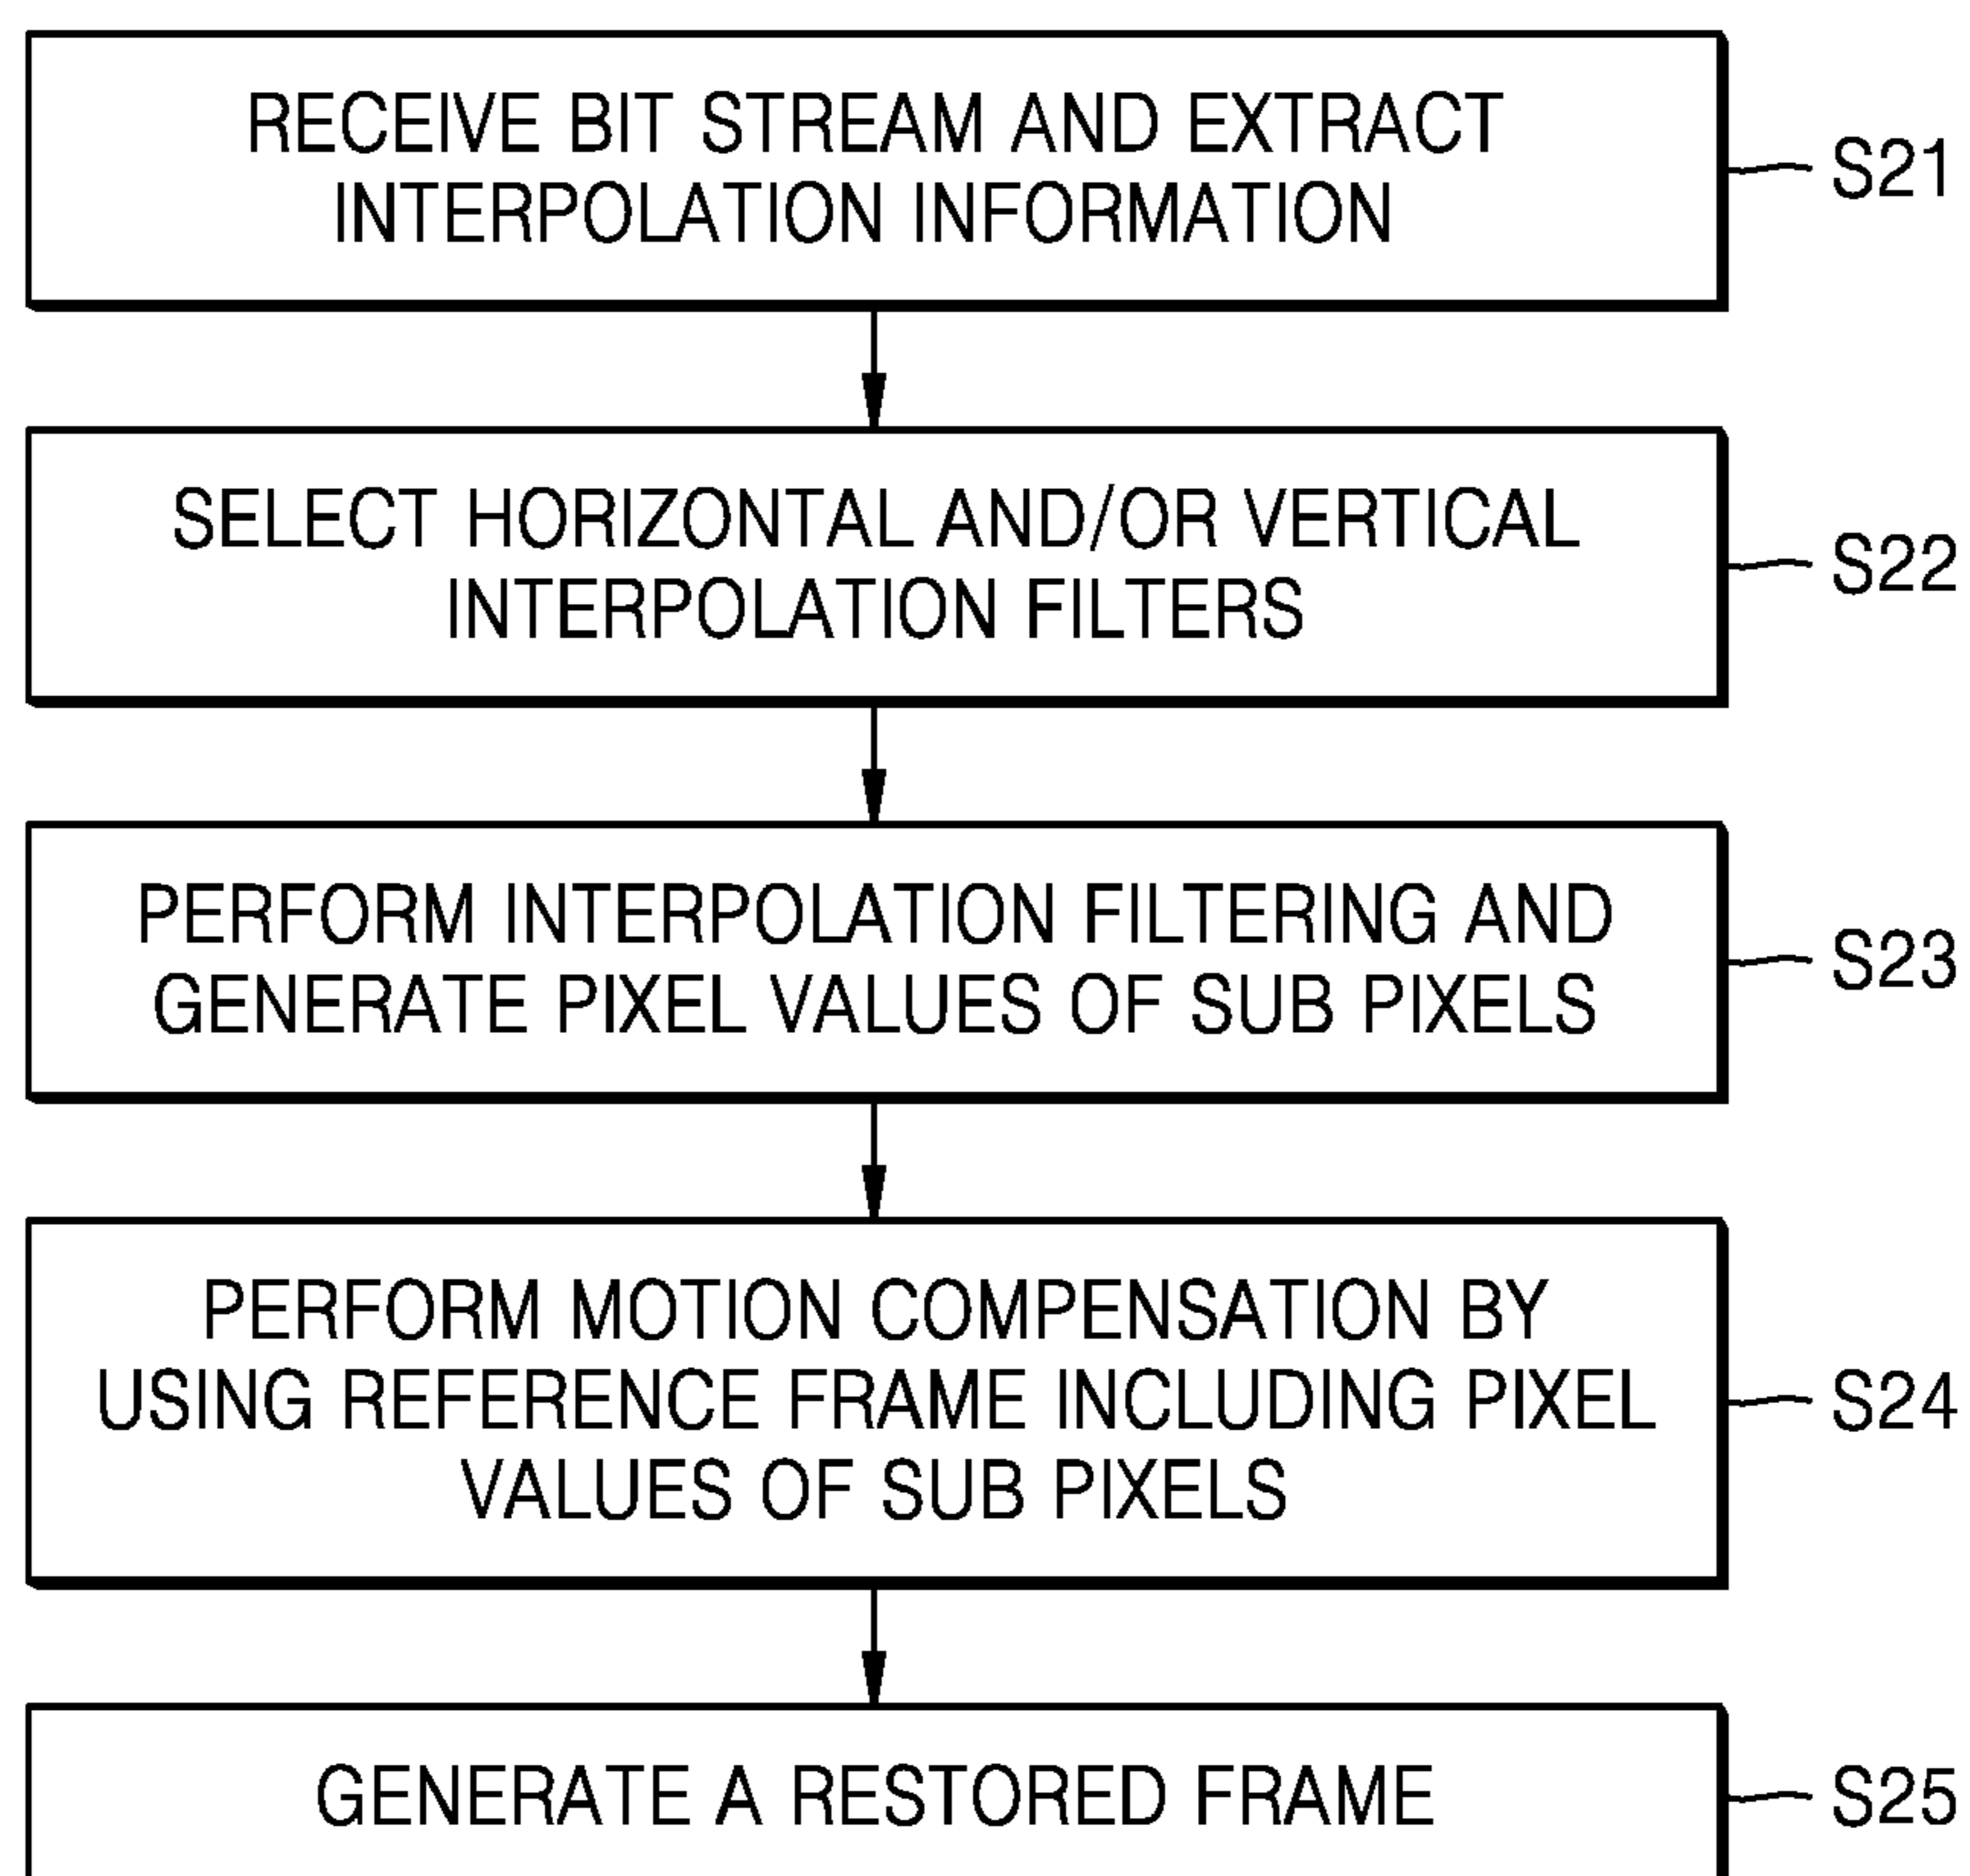 RECEIVE BIT STREAM AND EXTRACT
INTERPOLATION INFORMATION
S21
SELECT HORIZONTAL AND/OR VERTICAL
INTERPOLATION FILTERS
S22
PERFORM INTERPOLATION FILTERING AND
GENERATE PIXEL VALUES OF SUB PIXELS
S23
PERFORM MOTION COMPENSATION BY
USING REFERENCE FRAME INCLUDING PIXEL
VALUES OF SUB PIXELS
S24
GENERATE A RESTORED FRAME
S25